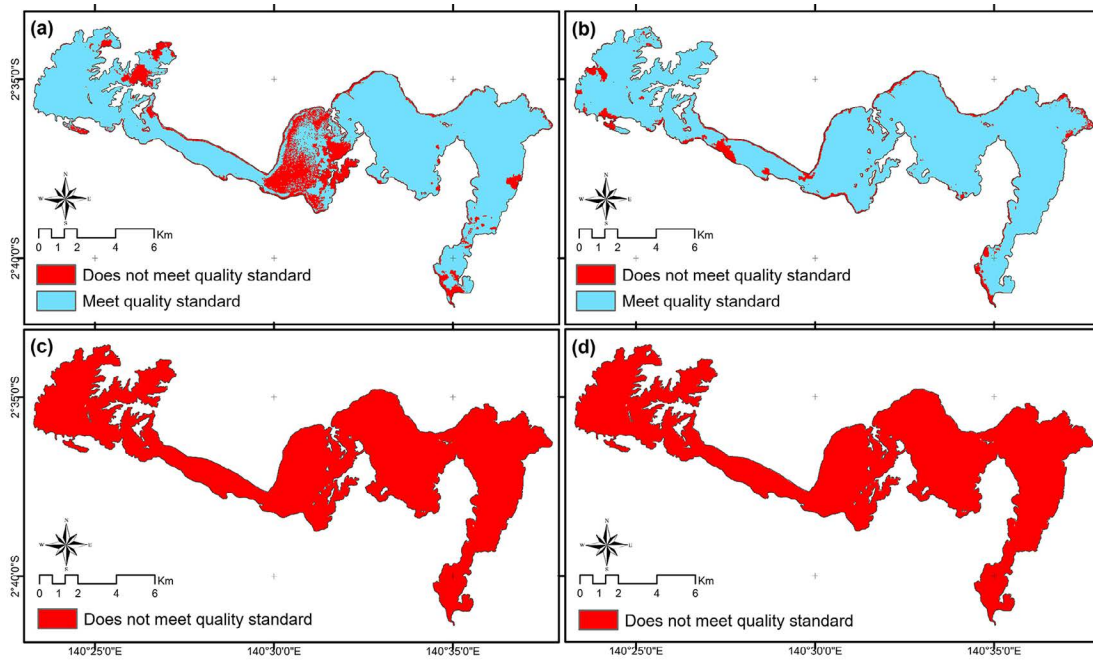 (a)
2°35'0"S
2°40'0"S
N
W E
S
0 1 2 4 6 Km
Does not meet quality standard
Meet quality standard
(b)
N
W E
S
0 1 2 4 6 Km
Does not meet quality standard
Meet quality standard
(c)
2°35'0"S
2°40'0"S
N
W E
S
0 1 2 4 6 Km
Does not meet quality standard
140°25'0"E 140°30'0"E 140°35'0"E
(d)
N
W E
S
0 1 2 4 6 Km
Does not meet quality standard
140°25'0"E 140°30'0"E 140°35'0"E